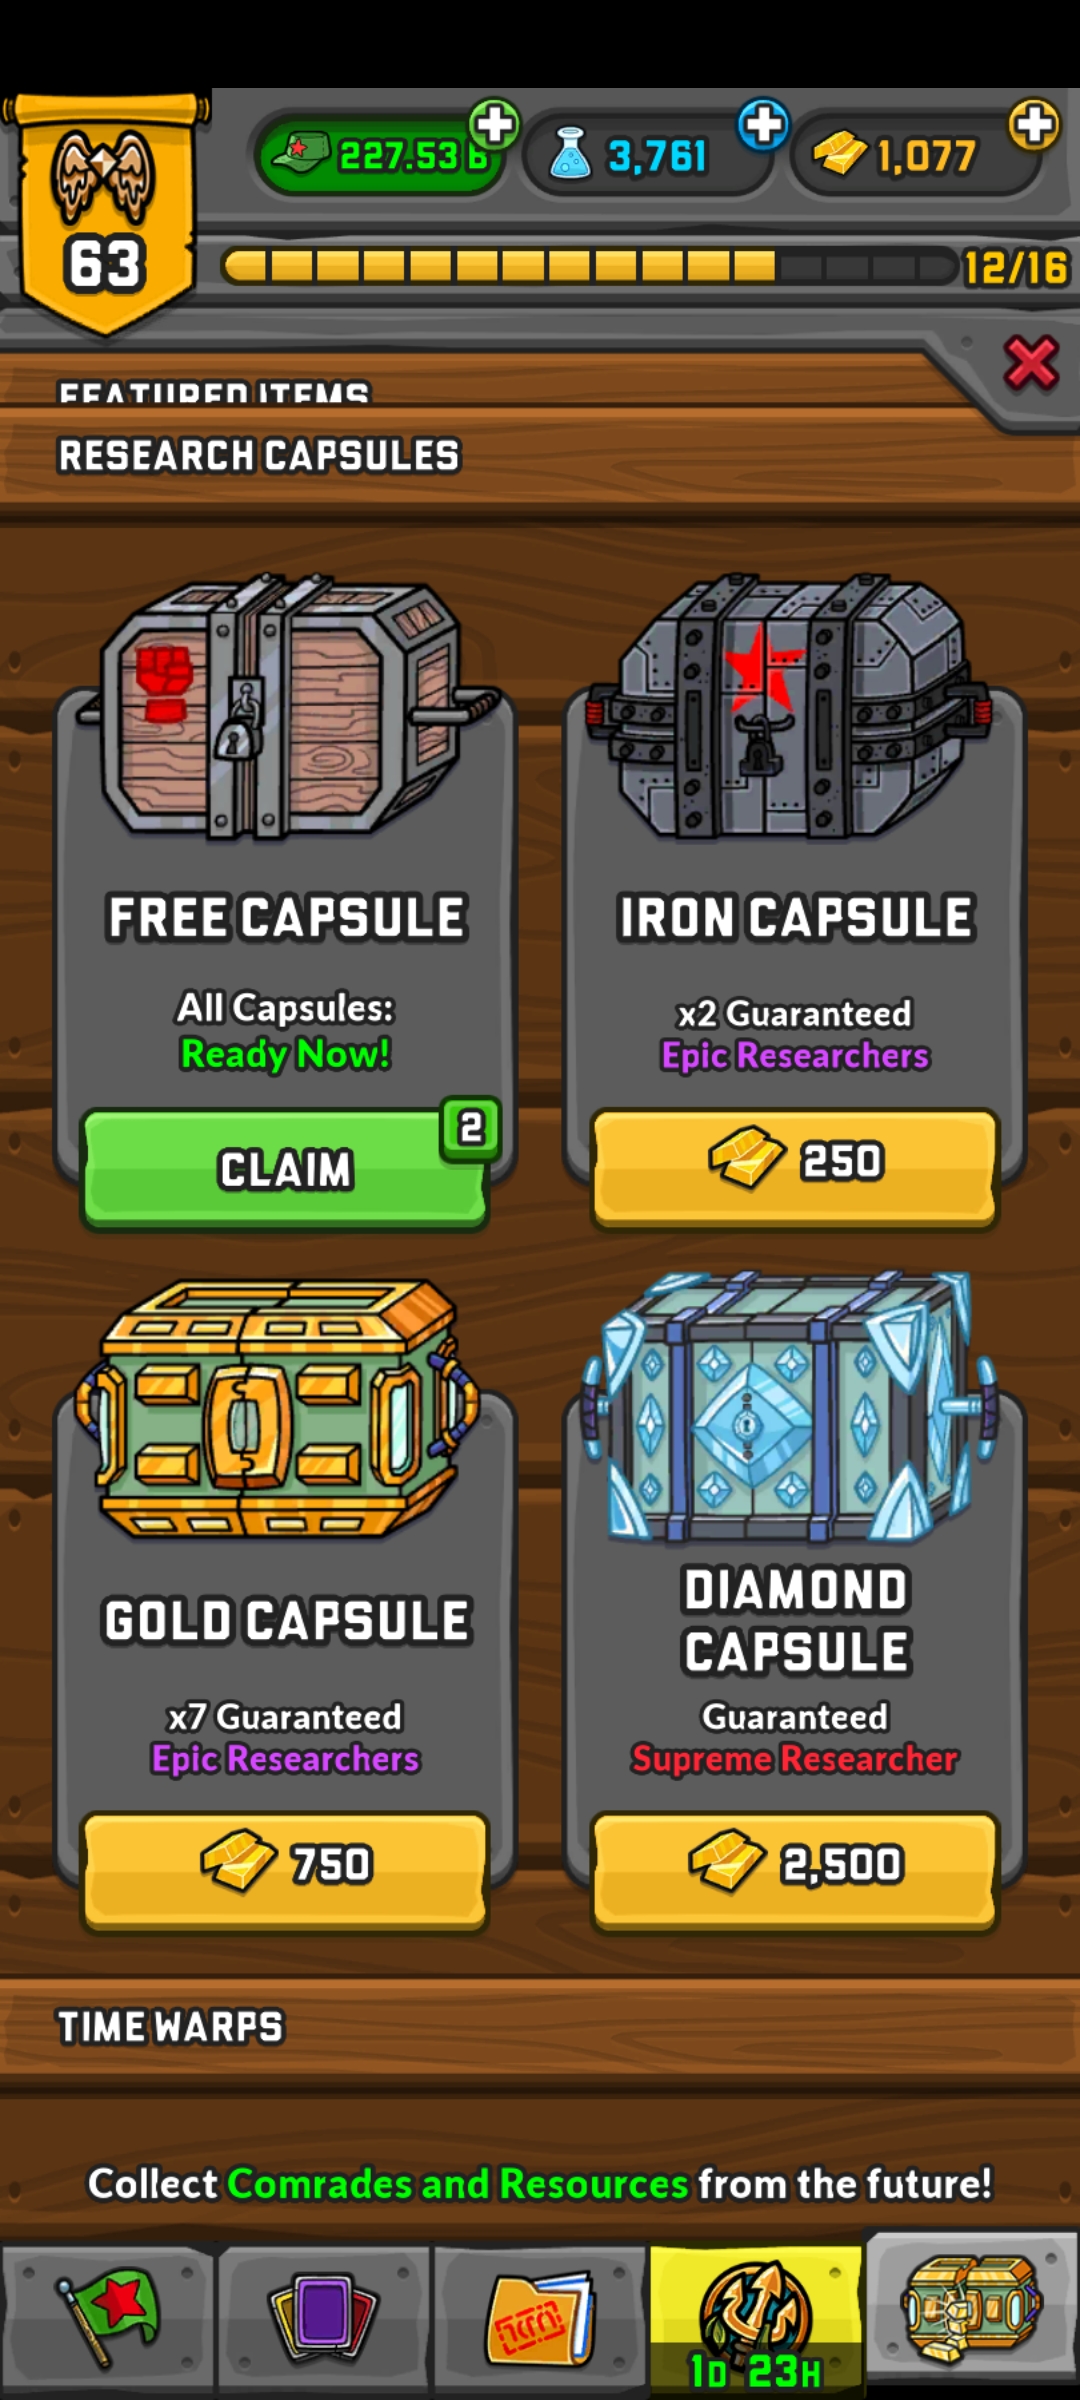 227.53 B
3,761
1,077
63
12/16
FEATURED ITEMS
RESEARCH CAPSULES
FREE CAPSULE
All Capsules:
Ready Now!
CLAIM
2
IRON CAPSULE
x2 Guaranteed
Epic Researchers
250
GOLD CAPSULE
x7 Guaranteed
Epic Researchers
750
DIAMOND
CAPSULE
Guaranteed
Supreme Researcher
2,500
TIME WARPS
Collect Comrades and Resources from the future!
1D 23H